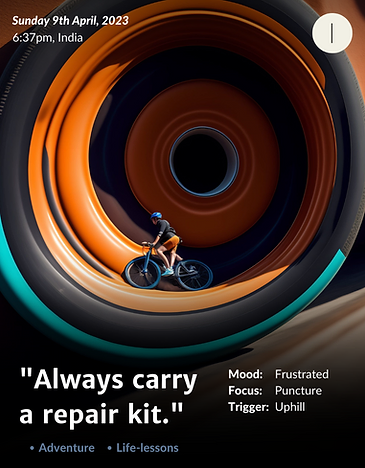 Sunday 9th April, 2023
6:37pm, India
"Always carry
a repair kit."
Mood: Frustrated
Focus: Puncture
Trigger: Uphill
• Adventure • Life-lessons